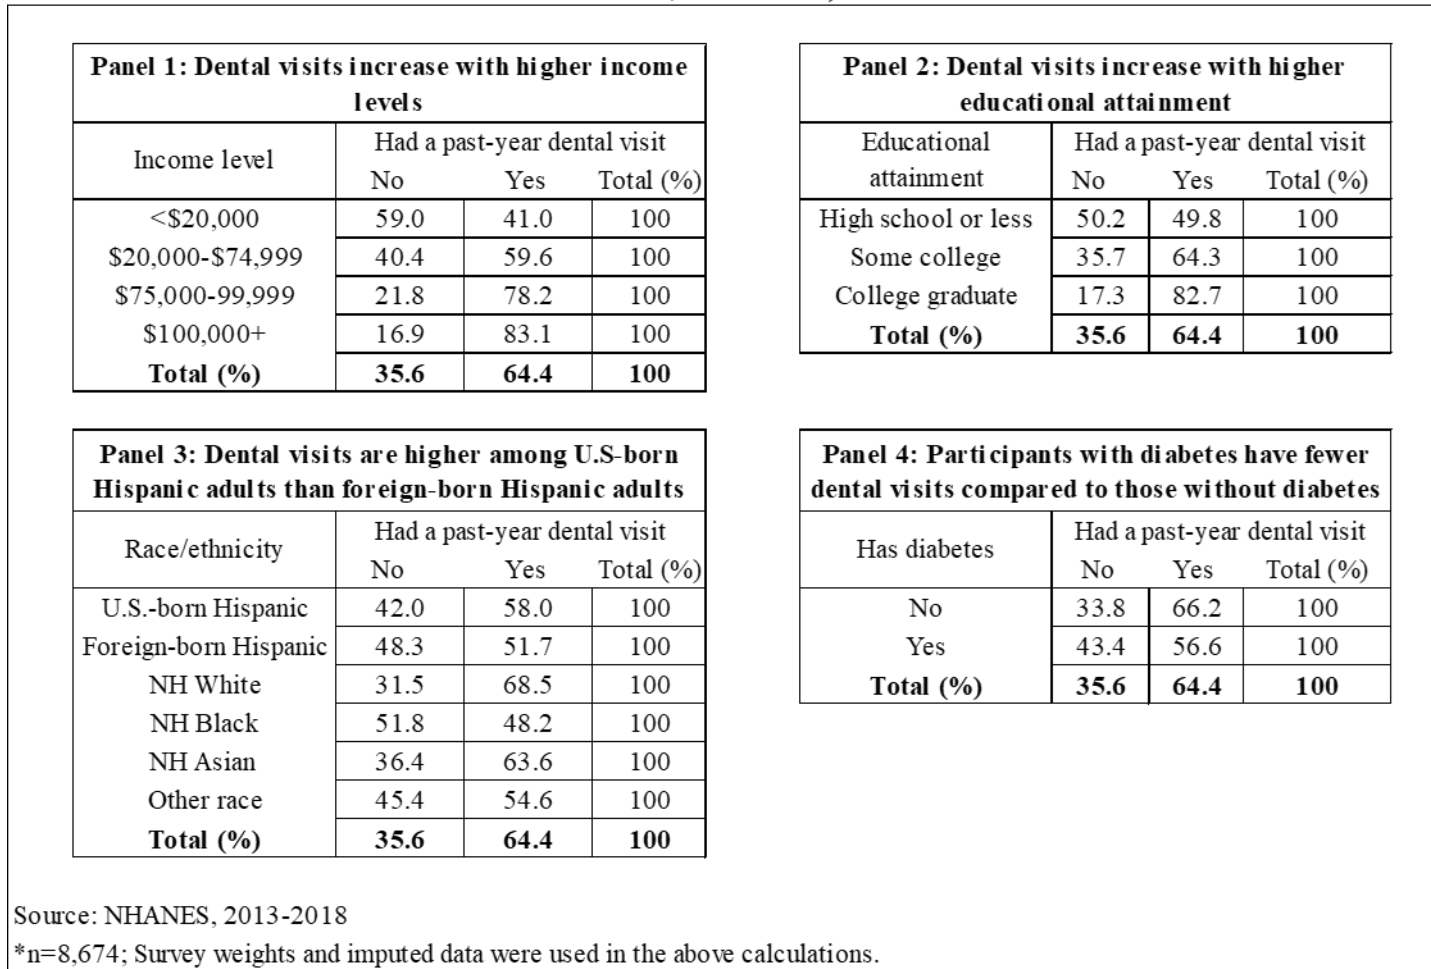 Panel 1: Dental visits increase with higher income
levels
Income level
Had a past-year dental visit
No Yes Total (%)
<$20,000 59.0 41.0 100
$20,000-$74,999 40.4 59.6 100
$75,000-99,999 21.8 78.2 100
$100,000+ 16.9 83.1 100
Total (%) 35.6 64.4 100
Panel 2: Dental visits increase with higher
educational attainment
Educational
attainment
Had a past-year dental visit
No Yes Total (%)
High school or less 50.2 49.8 100
Some college 35.7 64.3 100
College graduate 17.3 82.7 100
Total (%) 35.6 64.4 100
Panel 3: Dental visits are higher among U.S-born
Hispanic adults than foreign-born Hispanic adults
Race/ethnicity
Had a past-year dental visit
No Yes Total (%)
U.S.-born Hispanic 42.0 58.0 100
Foreign-born Hispanic 48.3 51.7 100
NH White 31.5 68.5 100
NH Black 51.8 48.2 100
NH Asian 36.4 63.6 100
Other race 45.4 54.6 100
Total (%) 35.6 64.4 100
Panel 4: Participants with diabetes have fewer
dental visits compared to those without diabetes
Has diabetes
Had a past-year dental visit
No Yes Total (%)
No 33.8 66.2 100
Yes 43.4 56.6 100
Total (%) 35.6 64.4 100
Source: NHANES, 2013-2018
*n=8,674; Survey weights and imputed data were used in the above calculations.